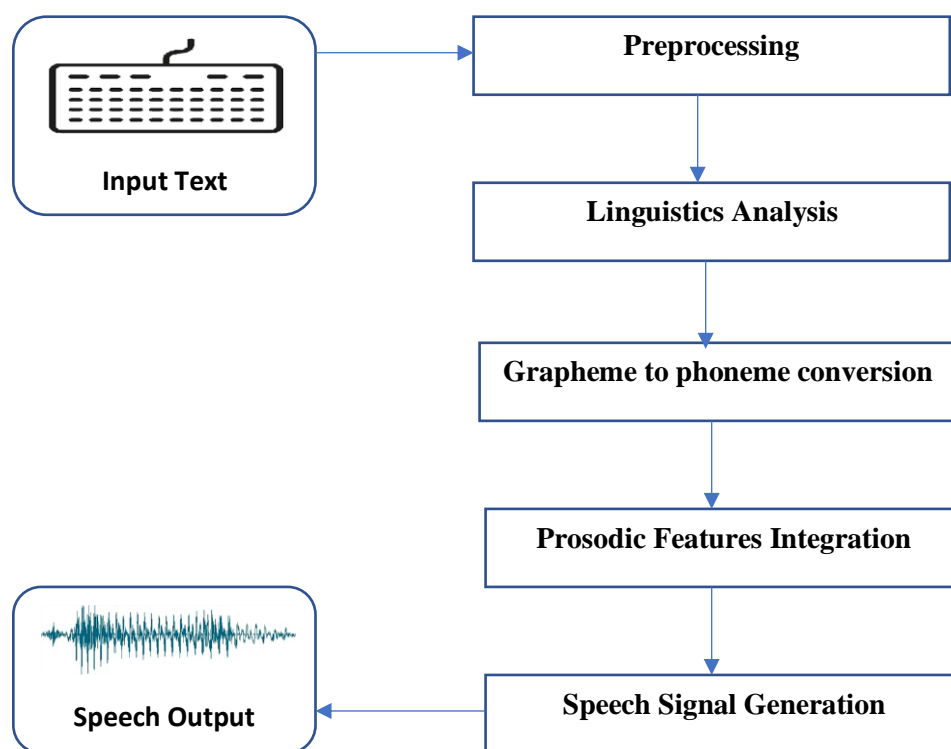 Preprocessing
Input Text
Linguistics Analysis
Grapheme to phoneme conversion
Prosodic Features Integration
Speech Signal Generation
Speech Output